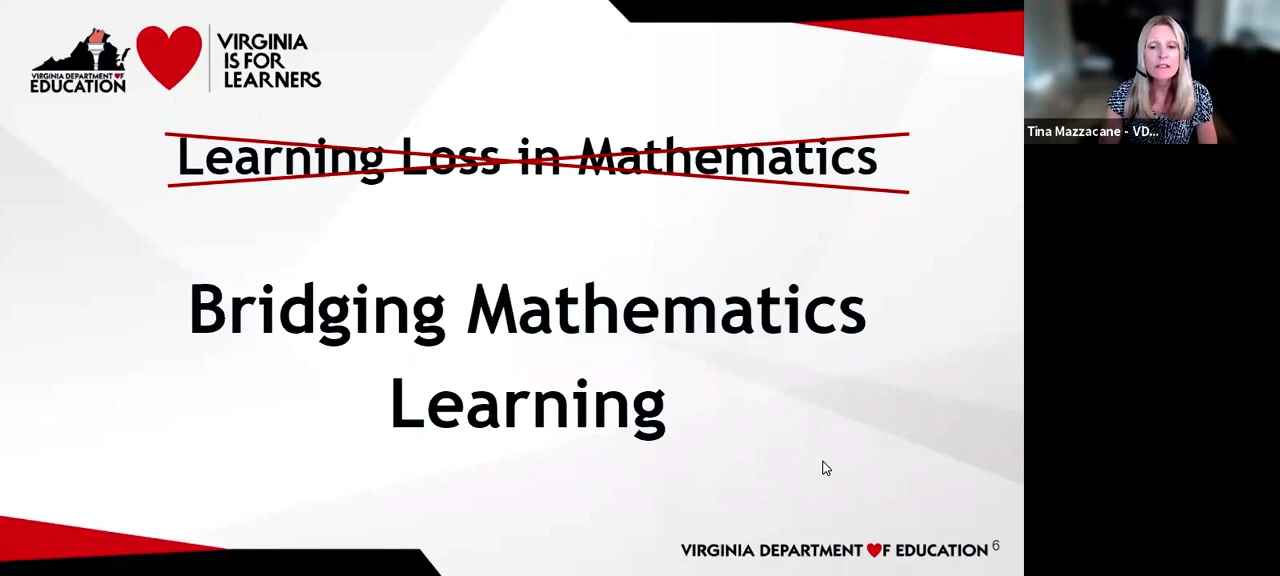 VIRGINIA DEPARTMENT OF
EDUCATION
VIRGINIA
IS FOR
LEARNERS
Tina Mazzacane - VD...
Learning Loss in Mathematics
Bridging Mathematics
Learning
VIRGINIA DEPARTMENT OF EDUCATION 6